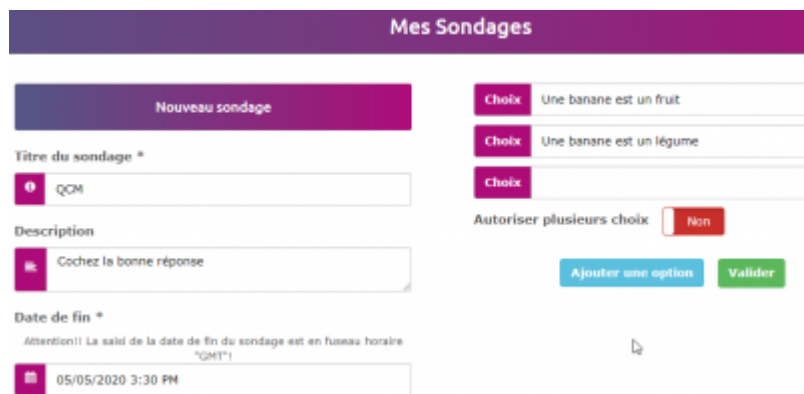 Mes Sondages
Nouveau sondage
Titre du sondage *
QCM
Description
Cochez la bonne réponse
Date de fin *
Attention!! La saisi de la date de fin du sondage est en fuseau horaire
"GMT"!
05/05/2020 3:30 PM
Choix Une banane est un fruit
Choix Une banane est un légume
Choix
Autoriser plusieurs choix Non
Ajouter une option Valider